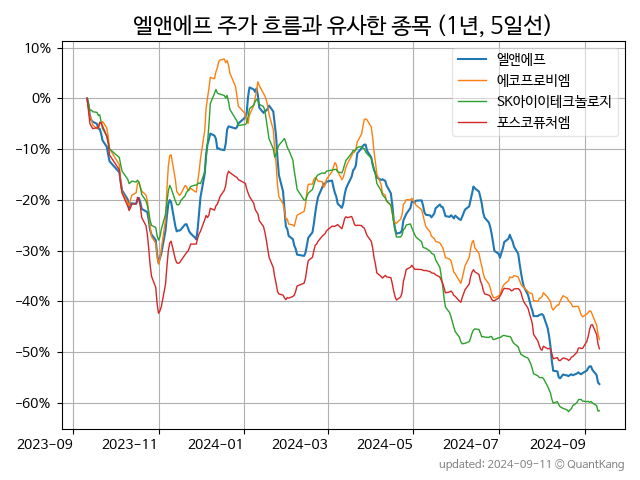 엘앤에프 주가 흐름과 유사한 종목 (1년, 5일선)
엘앤에프
에코프로비엠
SK아이이테크놀로지
포스코퓨처엠
10%
0%
−10%
−20%
−30%
−40%
−50%
−60%
2023-09 2023-11 2024-01 2024-03 2024-05 2024-07 2024-09
updated: 2024-09-11 © QuantKang